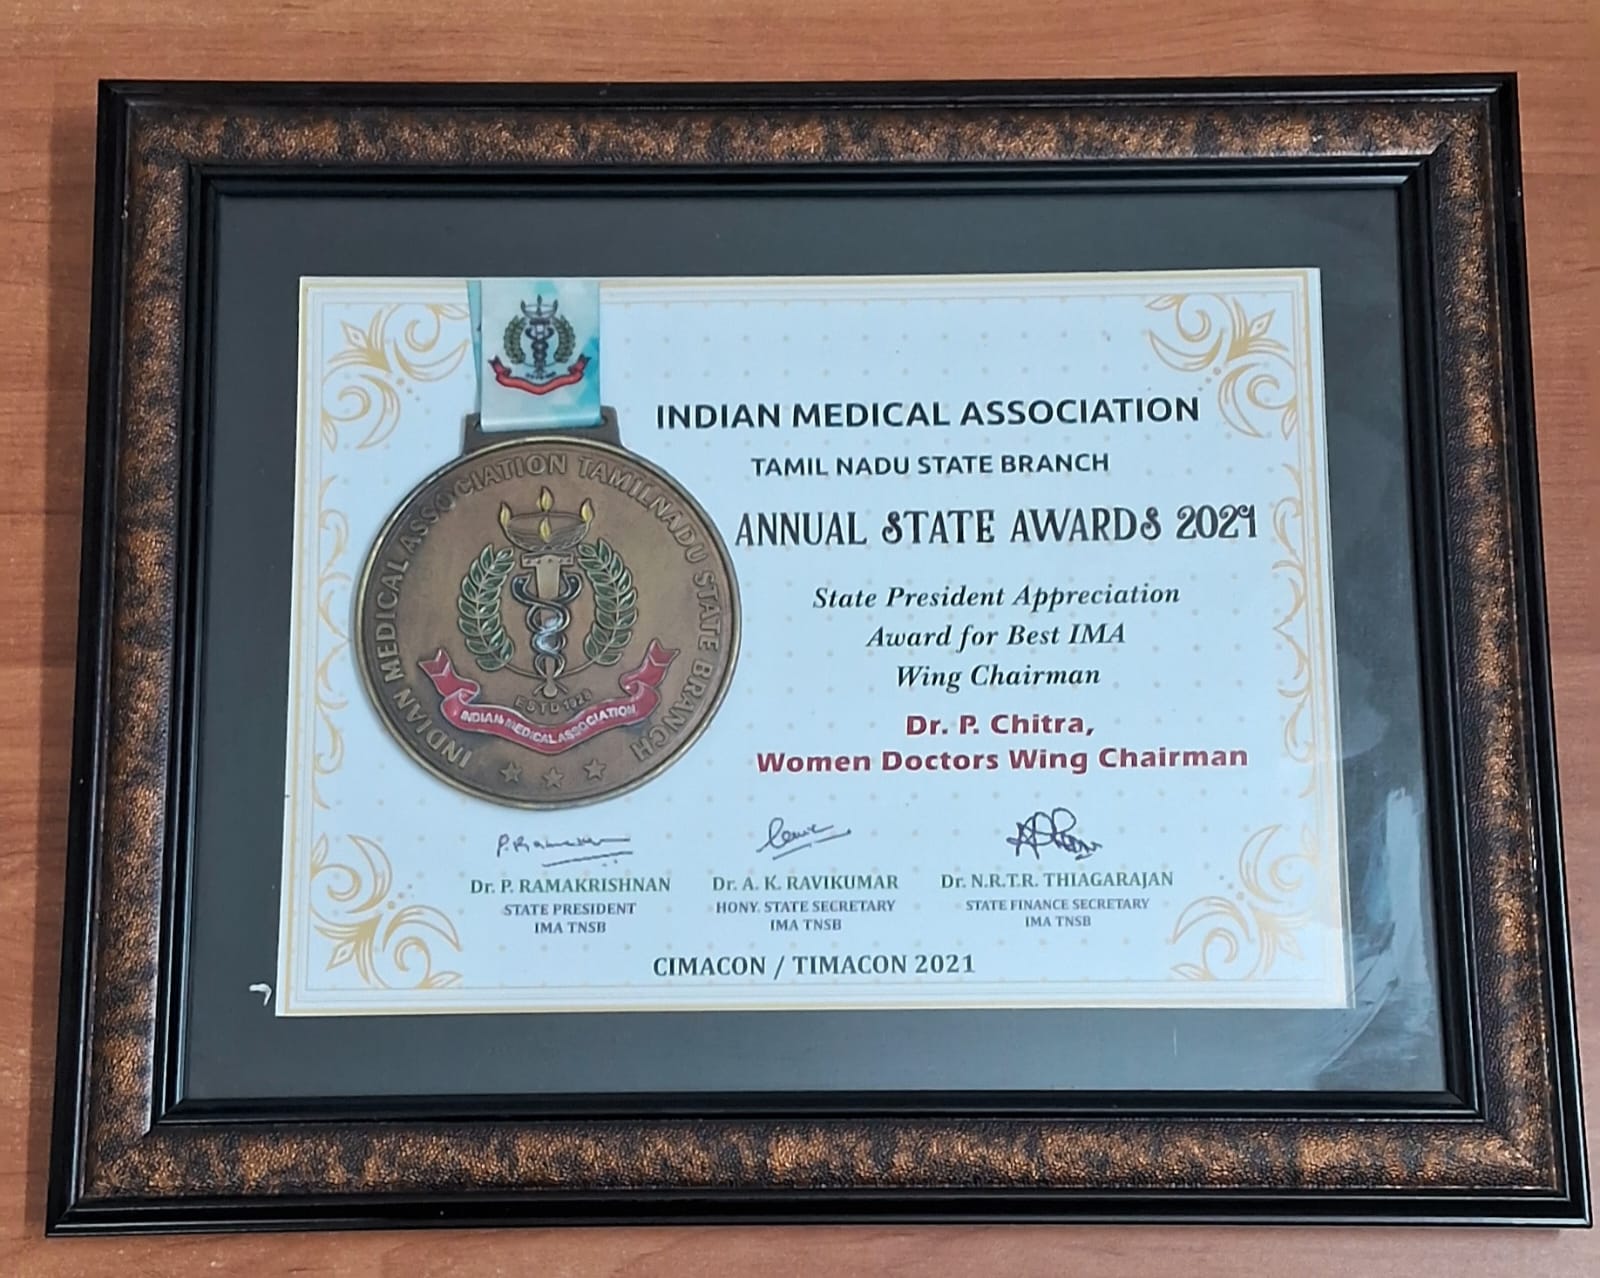 INDIAN MEDICAL ASSOCIATION
TAMIL NADU STATE BRANCH
ANNUAL STATE AWARDS 2021
State President Appreciation
Award for Best IMA
Wing Chairman
Dr. P. Chitra,
Women Doctors Wing Chairman
INDIAN MEDICAL ASSOCIATION TAMILNADU STATE BRANCH
ESTD 1928
INDIAN MEDICAL ASSOCIATION
Dr. P. RAMAKRISHNAN
STATE PRESIDENT
IMA TNSB
Dr. A. K. RAVIKUMAR
HONY. STATE SECRETARY
IMA TNSB
Dr. N.R.T.R. THIAGARAJAN
STATE FINANCE SECRETARY
IMA TNSB
CIMACON / TIMACON 2021